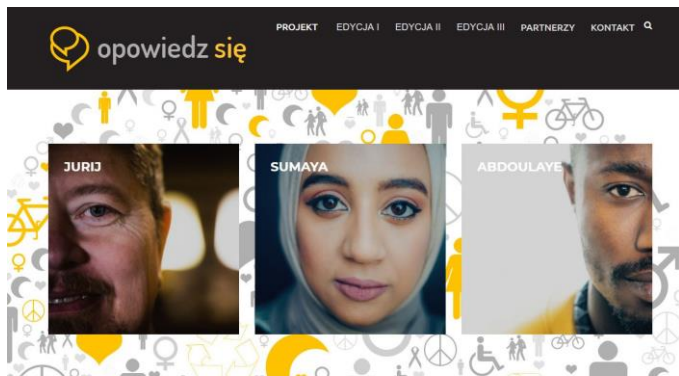 opowiedz się
PROJEKT EDYCJA I EDYCJA II EDYCJA III PARTNERZY KONTAKT
JURIJ SUMAYA ABDOULAYE